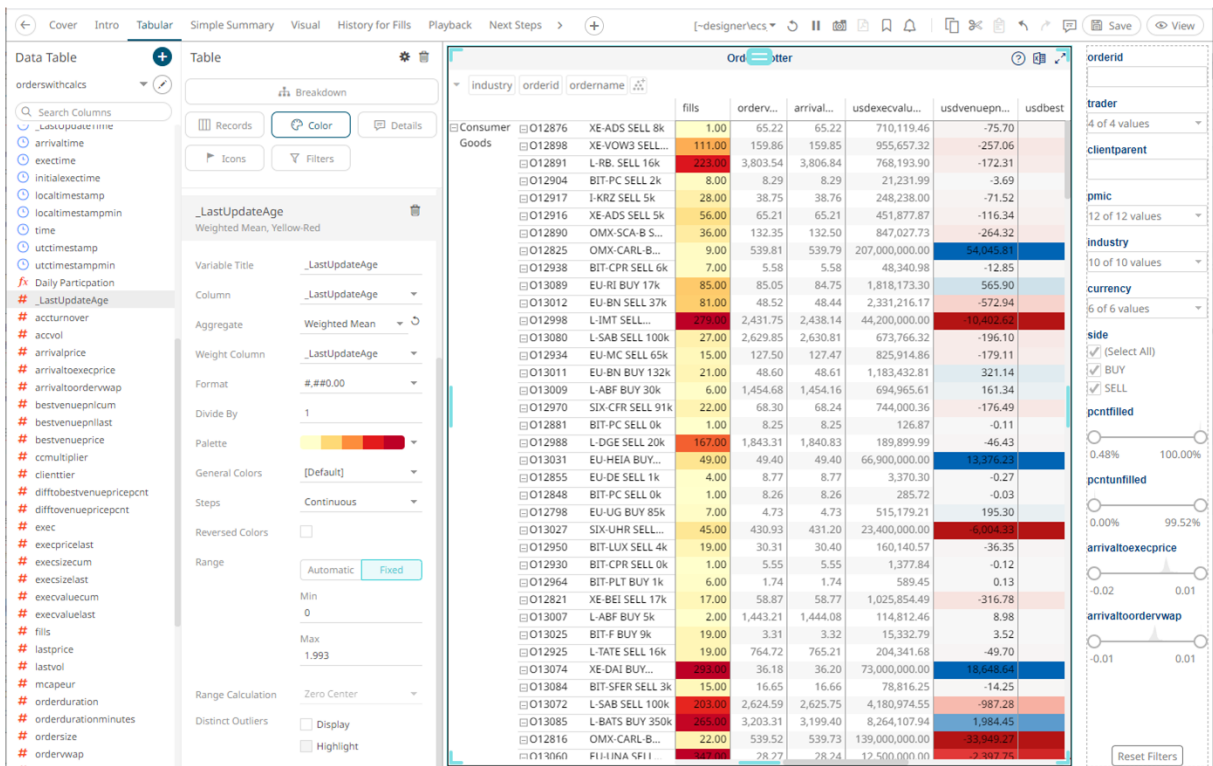 Cover Intro Tabular Simple Summary Visual History for Fills Playback Next Steps > + [~designer\ecs Save View
Data Table
orderswithcalcs
Search Columns
_LastUpdateTime
arrivaltime
exectime
initialexectime
localtimestamp
localtimestampmin
time
utctimestamp
utctimestampmin
fx Daily Particpation
# _LastUpdateAge
# accturnover
# accvol
# arrivalprice
# arrivaltoexecprice
# arrivaltoordervwap
# bestvenuepnlcum
# bestvenuepnllast
# bestvenueprice
# ccmultiplier
# clienttier
# difftobestvenuepricepcnt
# difftovenuepricepcnt
# exec
# execpricelast
# execsizecum
# execsizelast
# execvaluecum
# execvaluelast
# fills
# lastprice
# lastvol
# mcapeur
# orderduration
# orderdurationminutes
# ordersize
# ordervwap
Table
Breakdown
Records Color Details
Icons Filters
_LastUpdateAge
Weighted Mean, Yellow-Red
Variable Title _LastUpdateAge
Column _LastUpdateAge
Aggregate Weighted Mean
Weight Column _LastUpdateAge
Format #,##0.00
Divide By 1
Palette
General Colors [Default]
Steps Continuous
Reversed Colors
Range Automatic Fixed
Min
0
Max
1.993
Range Calculation No Center
Distinct Outliers Display
Highlight
industry orderid ordername
fills orderv... arrival... usdexecvalu... usdvenuepn... usdbest
Consumer Goods O12876 XE-ADS SELL 8k 1.00 65.22 65.22 710,119.46 -75.70
O12898 XE-VOW3 SELL... 111.00 159.86 159.85 955,657.32 -257.06
O12891 L-RB. SELL 16k 223.00 3,803.54 3,806.84 768,193.90 -172.31
O12904 BIT-PC SELL 2k 8.00 8.29 8.29 21,231.99 -3.69
O12917 I-KRZ SELL 5k 28.00 38.75 38.76 248,238.00 -71.52
O12916 XE-ADS SELL 5k 56.00 65.21 65.21 451,877.87 -116.34
O12890 OMX-SCA-B S... 36.00 132.35 132.50 847,027.73 -264.32
O12825 OMX-CARL-B... 9.00 539.81 539.79 207,000,000.00 54,045.81
O12938 BIT-CPR SELL 6k 7.00 5.58 5.58 48,340.98 -12.85
O13089 EU-RI BUY 17k 85.00 85.05 84.75 1,818,173.30 565.90
O13012 EU-BN SELL 37k 81.00 48.52 48.44 2,331,216.17 -572.94
O12998 L-IMT SELL... 279.00 2,431.75 2,438.14 44,200,000.00 -10,402.62
O13080 L-SAB SELL 100k 27.00 2,629.85 2,630.81 673,766.32 -196.10
O12934 EU-MC SELL 65k 15.00 127.50 127.47 825,914.86 -179.11
O13011 EU-BN BUY 132k 21.00 48.60 48.61 1,183,432.81 321.14
O13009 L-ABF BUY 30k 6.00 1,454.68 1,454.16 694,965.61 161.34
O12970 SIX-CFR SELL 91k 22.00 68.30 68.24 744,000.36 -176.49
O12881 BIT-PC SELL 0k 1.00 8.25 8.25 126.87 -0.11
O12988 L-DGE SELL 20k 167.00 1,843.31 1,840.83 189,899.99 -46.43
O13031 EU-HEIA BUY... 49.00 49.40 49.40 66,900,000.00 13,376.23
O12855 EU-DE SELL 1k 4.00 8.77 8.77 3,370.30 -0.27
O12848 BIT-PC SELL 0k 1.00 8.26 8.26 285.72 -0.03
O12798 EU-UG BUY 85k 7.00 4.73 4.73 515,179.21 195.30
O13027 SIX-UHR SELL... 45.00 430.93 431.20 23,400,000.00 -6,004.33
O12950 BIT-LUX SELL 4k 19.00 30.31 30.40 160,140.57 -36.35
O12930 BIT-CPR SELL 0k 1.00 5.55 5.55 1,377.84 -0.12
O12964 BIT-PLT BUY 1k 6.00 1.74 1.74 589.45 0.13
O12821 XE-BEI SELL 17k 17.00 58.87 58.77 1,025,854.49 -316.78
O13007 L-ABF BUY 5k 2.00 1,443.21 1,444.08 114,812.46 8.98
O13025 BIT-F BUY 9k 19.00 3.31 3.32 15,332.79 3.52
O12925 L-TATE SELL 16k 19.00 764.72 765.21 204,341.68 -49.70
O13074 XE-DAI BUY... 293.00 36.18 36.20 73,000,000.00 18,648.64
O13084 BIT-SFER SELL 3k 15.00 16.65 16.66 78,816.25 -14.25
O13072 L-SAB SELL 100k 203.00 2,624.59 2,625.75 4,180,974.55 -987.28
O13085 L-BATS BUY 350k 265.00 3,203.31 3,199.40 8,264,107.94 1,984.45
O12816 OMX-CARL-B... 22.00 539.52 539.73 139,000,000.00 -33,949.27
O13060 EU-UNA SELL... 347.00 28.27 28.24 12,500,000.00 -2,397.75
orderid
trader
4 of 4 values
clientparent
pmic
12 of 12 values
industry
10 of 10 values
currency
6 of 6 values
side
(Select All)
BUY
SELL
pcntfilled
0.48% 100.00%
pcntunfilled
0.00% 99.52%
arrivaltoexecprice
-0.02 0.01
arrivaltoordervwap
-0.01 0.01
Reset Filters